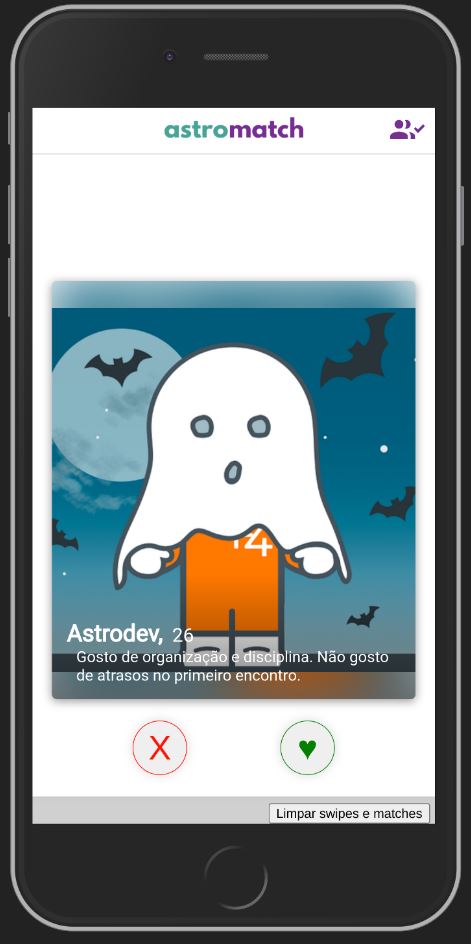 astromatch
14
Astrodev, 26
Gosto de organização e disciplina. Não gosto
de atrasos no primeiro encontro.
X
♥
Limpar swipes e matches